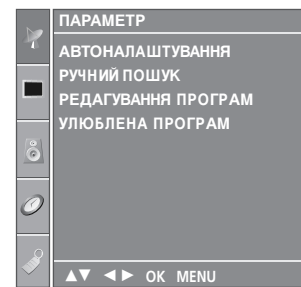 ПАРАМЕТР
АВТОНАЛАШТУВАННЯ
РУЧНИЙ ПОШУК
РЕДАГУВАННЯ ПРОГРАМ
УЛЮБЛЕНА ПРОГРАМ
▲▼ ◄► OK MENU